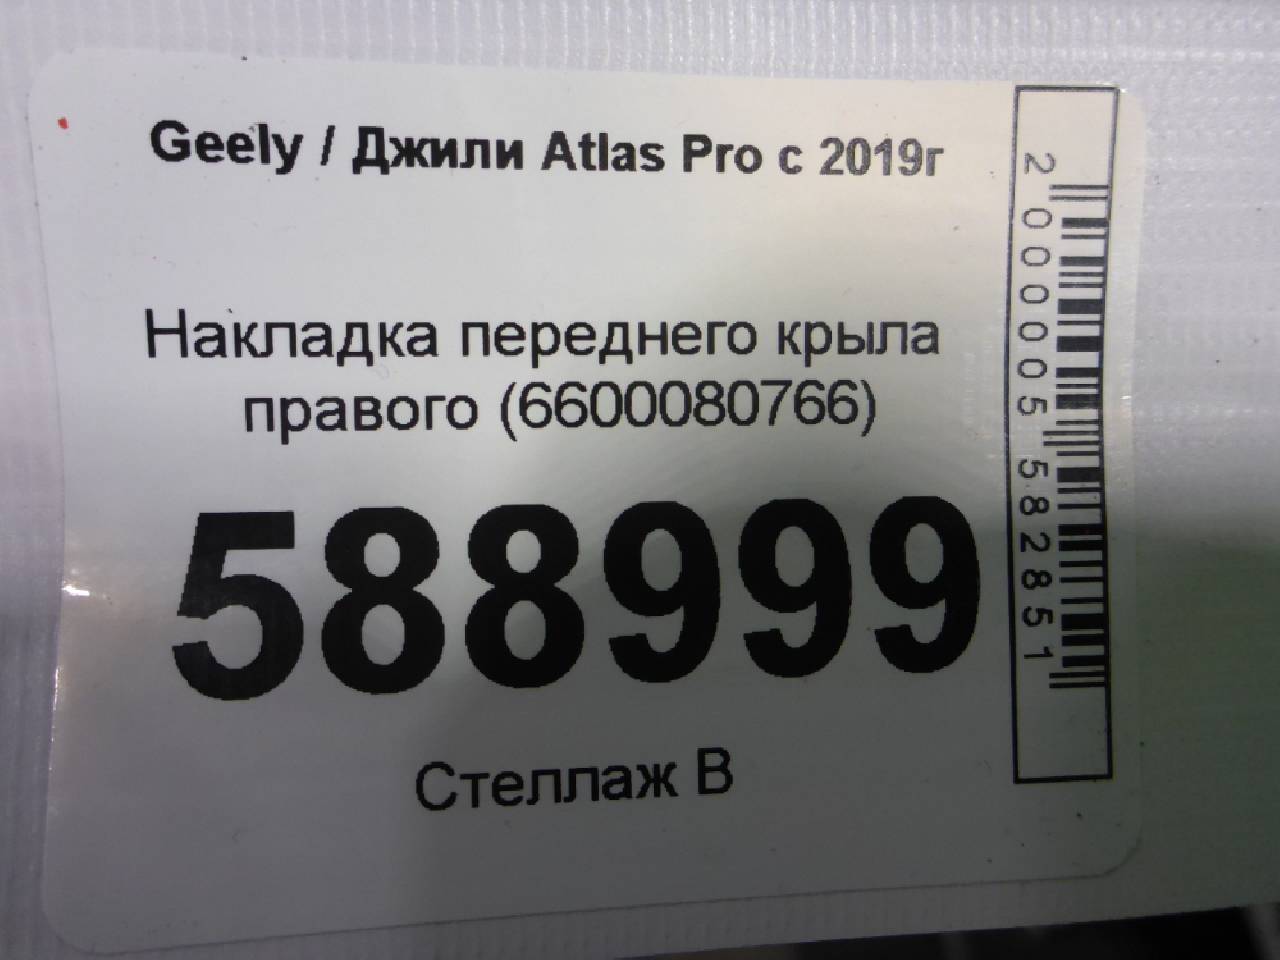 Geely / Джили Atlas Pro с 2019г
Накладка переднего крыла
правого (6600080766)
588999
Стеллаж В
2000005582851